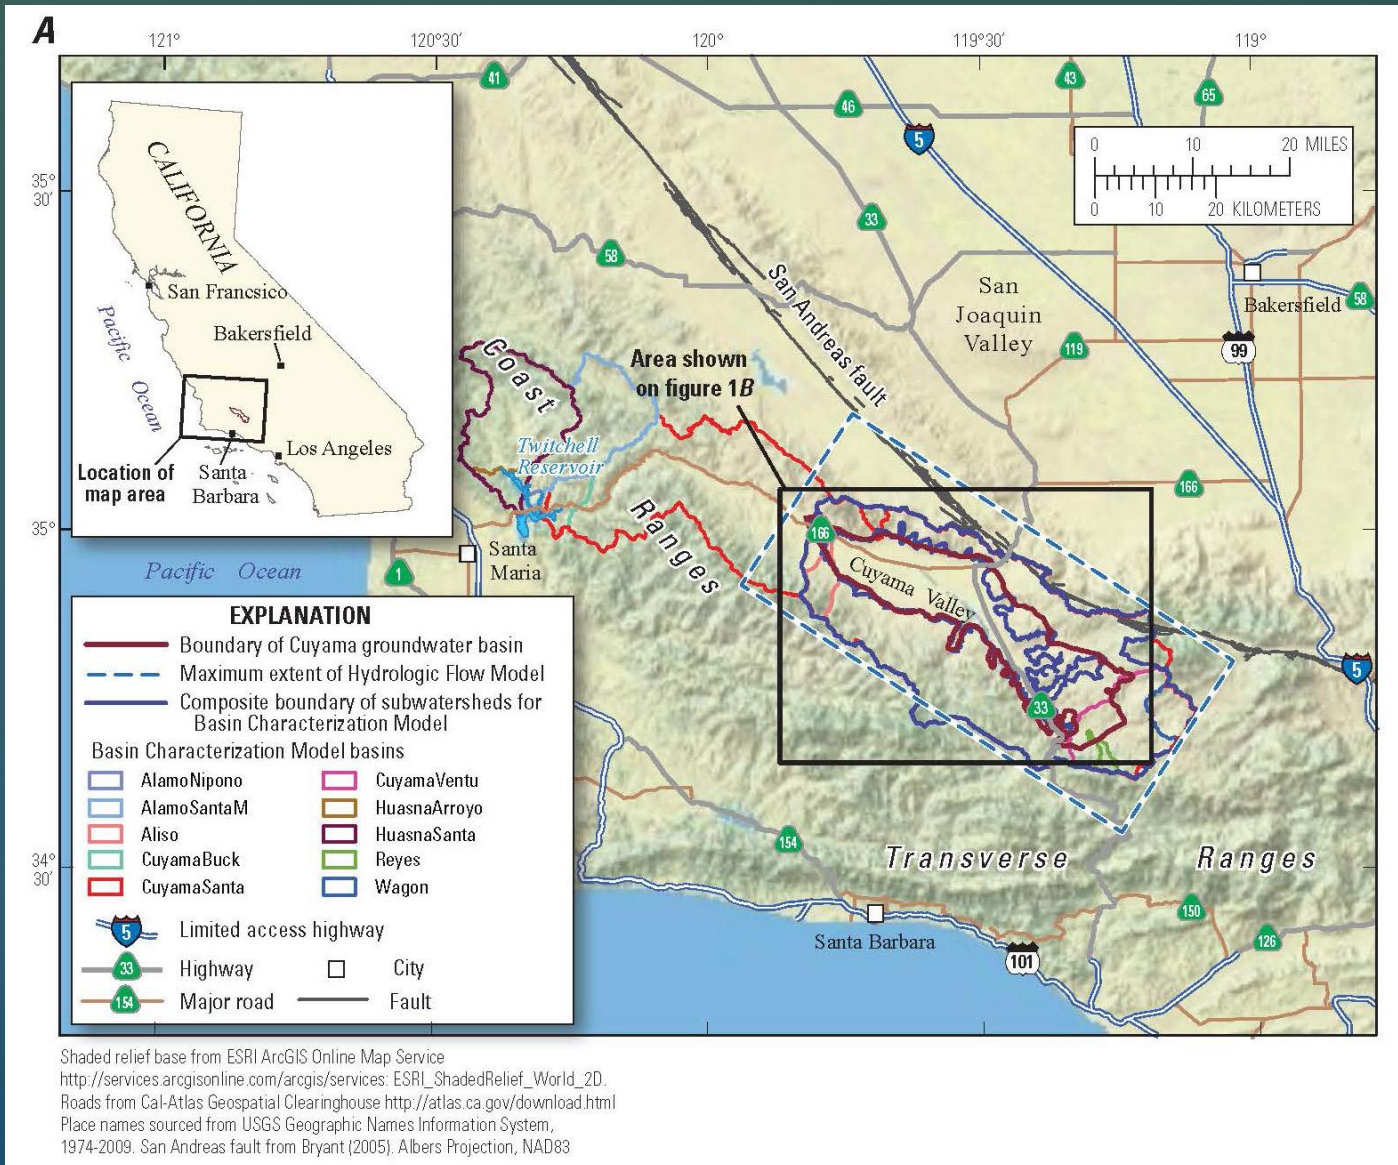 A
121°
120°30'
120°
119°30'
119°
41
46
43
65
5
0 10 20 MILES
0 10 20 KILOMETERS
35°
30'
CALIFORNIA
San Francsico
Bakersfield
Pacific Ocean
Los Angeles
Santa
Barbara
Location of
map area
33
58
San Andreas fault
San
Joaquin
Valley
Bakersfield
58
99
119
Area shown
on figure 1B
Coast
Twitchell
Reservoir
Ranges
166
35°
166
Santa
Maria
1
Pacific Ocean
Cuyama Valley
33
5
EXPLANATION
Boundary of Cuyama groundwater basin
Maximum extent of Hydrologic Flow Model
Composite boundary of subwatersheds for
Basin Characterization Model
Basin Characterization Model basins
AlamoNipono
AlamoSantaM
Aliso
CuyamaBuck
CuyamaSanta
CuyamaVentu
HuasnaArroyo
HuasnaSanta
Reyes
Wagon
5 Limited access highway
33 Highway
City
154 Major road
Fault
34°
30'
154
Transverse Ranges
150
126
Santa Barbara
101
Shaded relief base from ESRI ArcGIS Online Map Service
http://services.arcgisonline.com/arcgis/services: ESRI_ShadedRelief_World_2D.
Roads from Cal-Atlas Geospatial Clearinghouse http://atlas.ca.gov/download.html
Place names sourced from USGS Geographic Names Information System,
1974-2009. San Andreas fault from Bryant (2005). Albers Projection, NAD83